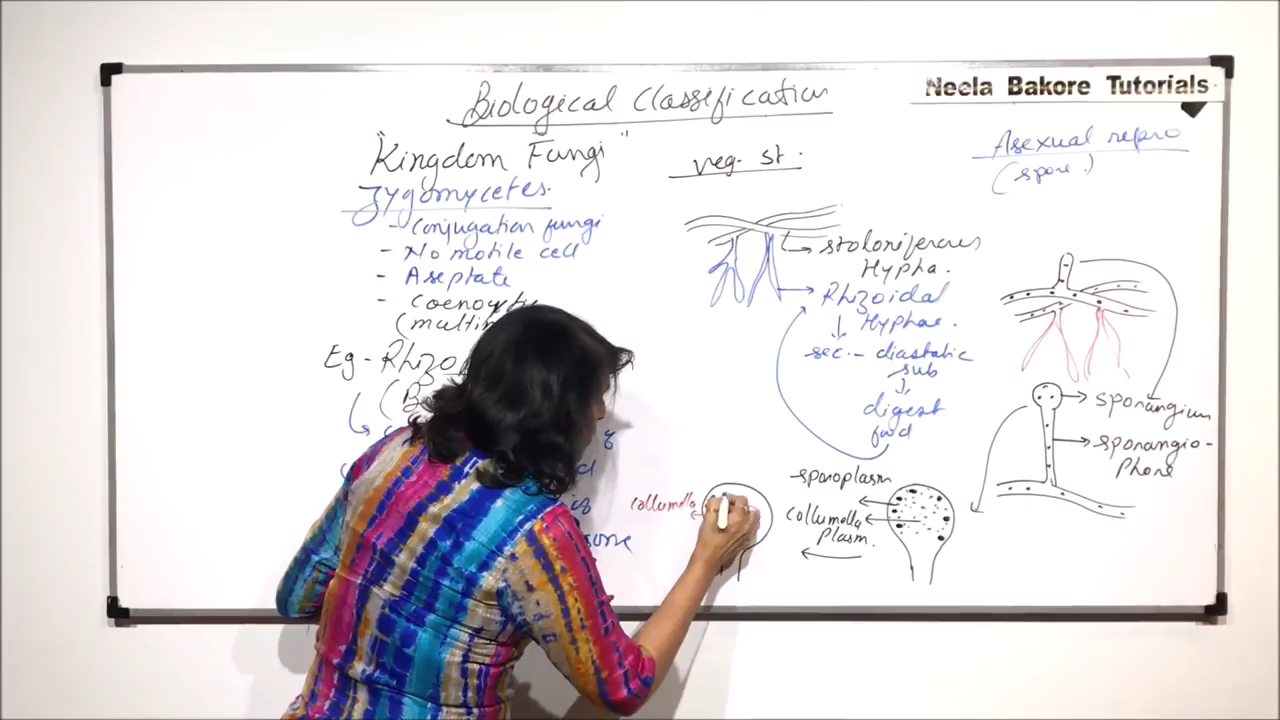 Biological Classification
Neela Bakore Tutorials
"Kingdom Fungi"
Zygomycetes.
- Conjugation fungi
- No motile cell
- Aseptate
- Coenocytic
Eg - Rhizo
veg. st.
stoloniferous
Hypha.
Rhizoidal
Hyphae.
sec. - diastatic
sub
digest
food
Asexual repro
(spore.)
sporangium
sporangio-
Phore
sporoplasm
collumella
Plasm.
collumella